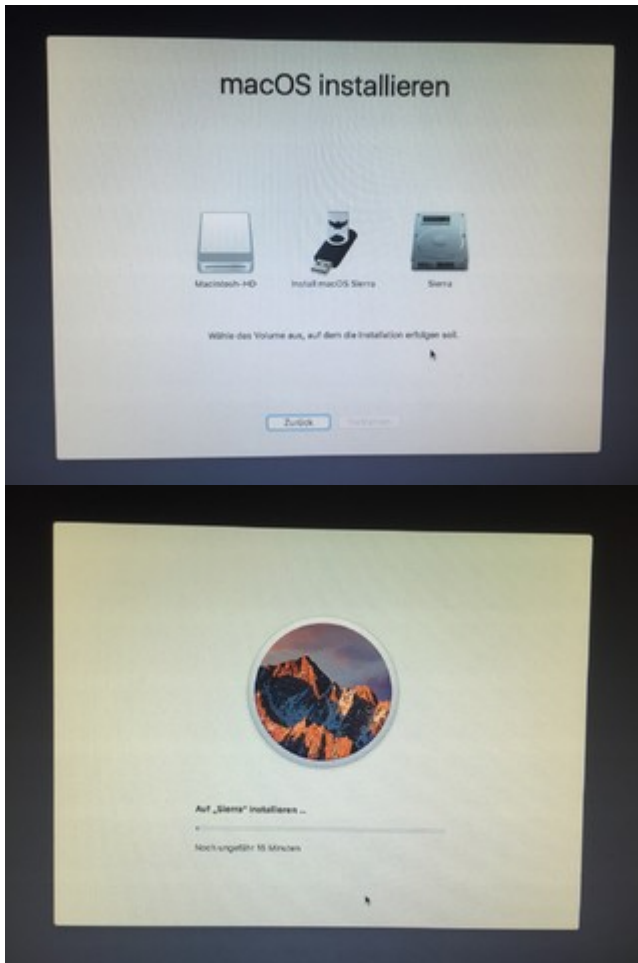 macOS installieren
Macintosh-HD
Install macOS Sierra
Sierra
Wähle das Volume aus, auf dem die Installation erfolgen soll.
Zurück
Auf „Sierra“ installieren ...
Noch ungefähr 16 Minuten